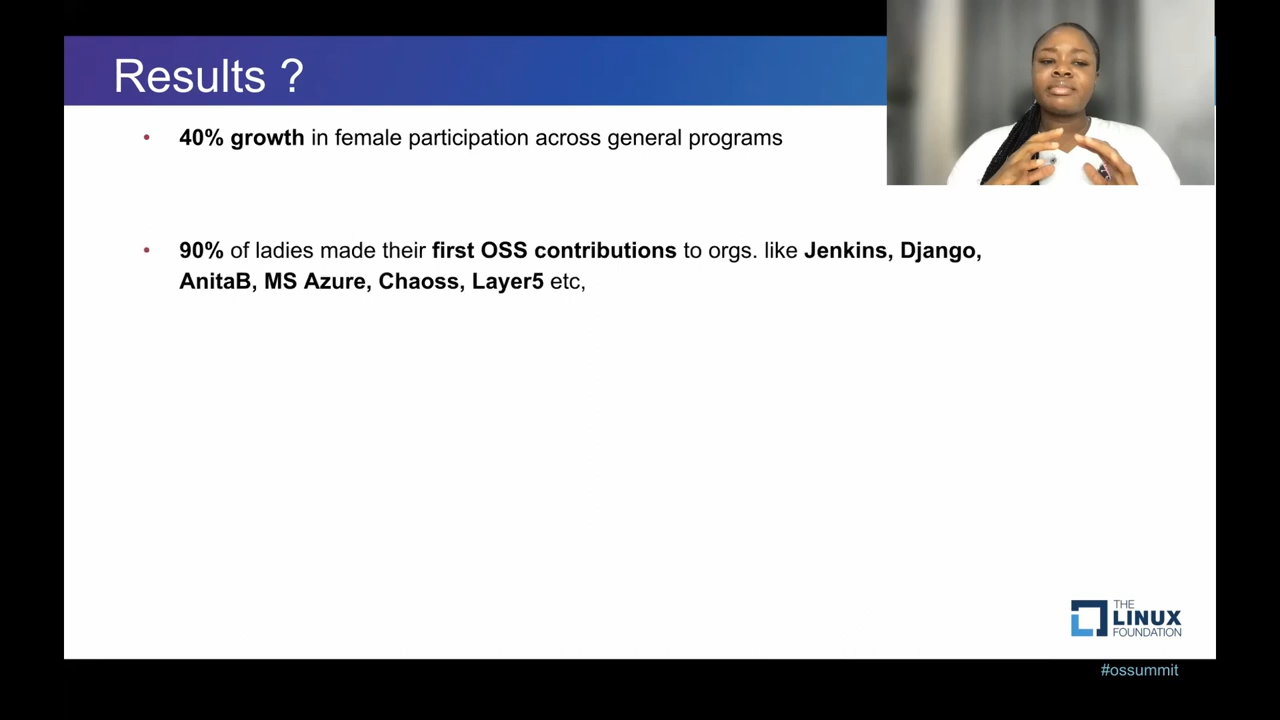 Results ?
• 40% growth in female participation across general programs
• 90% of ladies made their first OSS contributions to orgs. like Jenkins, Django,
AnitaB, MS Azure, Chaoss, Layer5 etc,
THE
LINUX
FOUNDATION
#ossummit